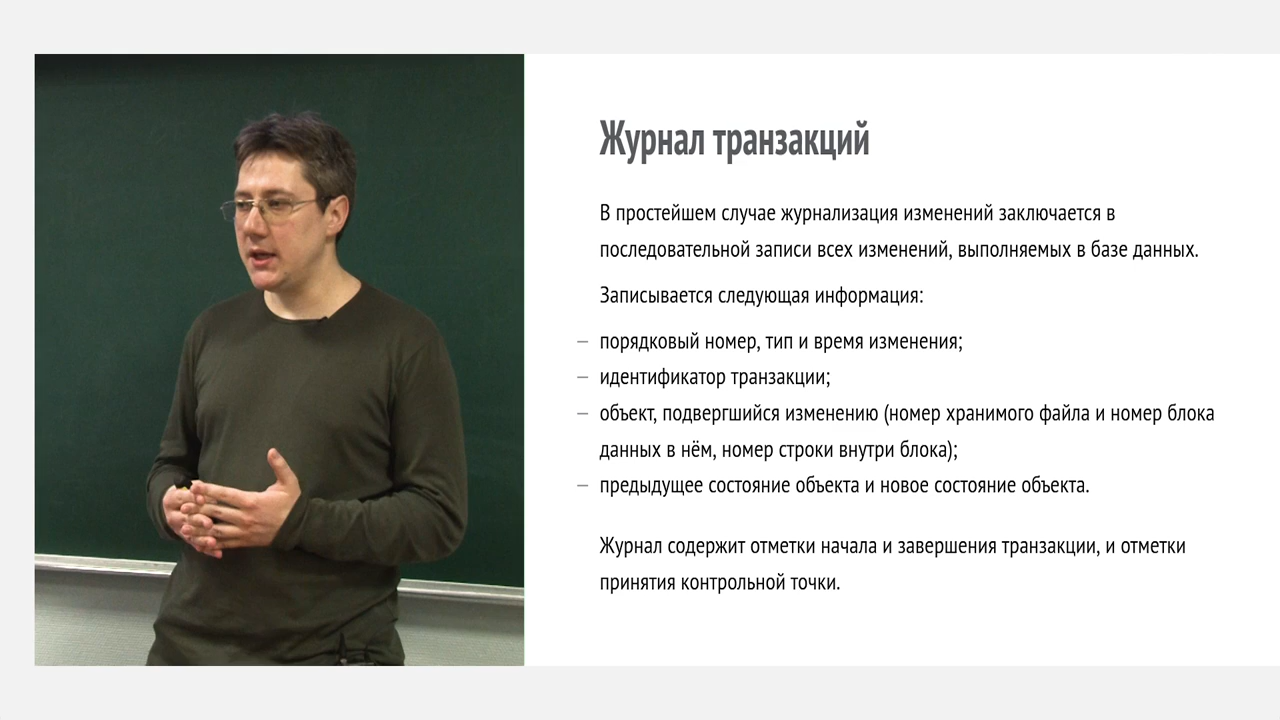 Журнал транзакций
В простейшем случае журнализация изменений заключается в
последовательной записи всех изменений, выполняемых в базе данных.
Записывается следующая информация:
– порядковый номер, тип и время изменения;
– идентификатор транзакции;
– объект, подвергшийся изменению (номер хранимого файла и номер блока
данных в нём, номер строки внутри блока);
– предыдущее состояние объекта и новое состояние объекта.
Журнал содержит отметки начала и завершения транзакции, и отметки
принятия контрольной точки.